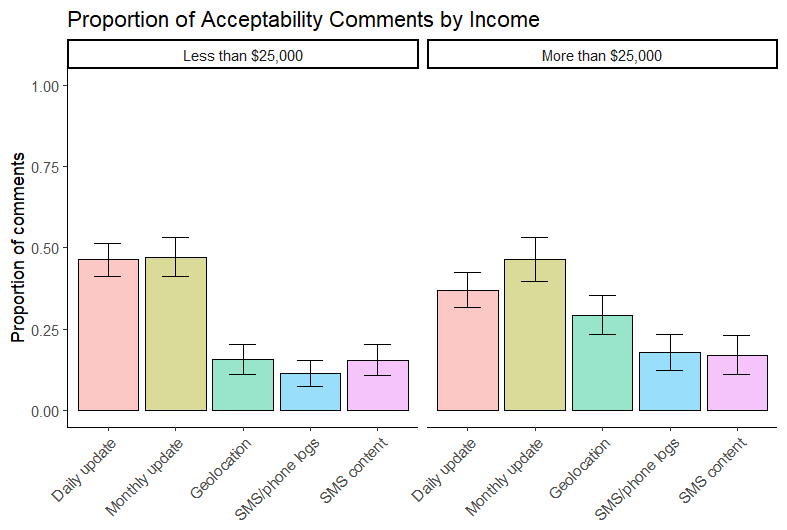 Proportion of Acceptability Comments by Income
Less than $25,000
More than $25,000
Proportion of comments
1.00
0.75
0.50
0.25
0.00
Daily update
Monthly update
Geolocation
SMS/phone logs
SMS content
Daily update
Monthly update
Geolocation
SMS/phone logs
SMS content